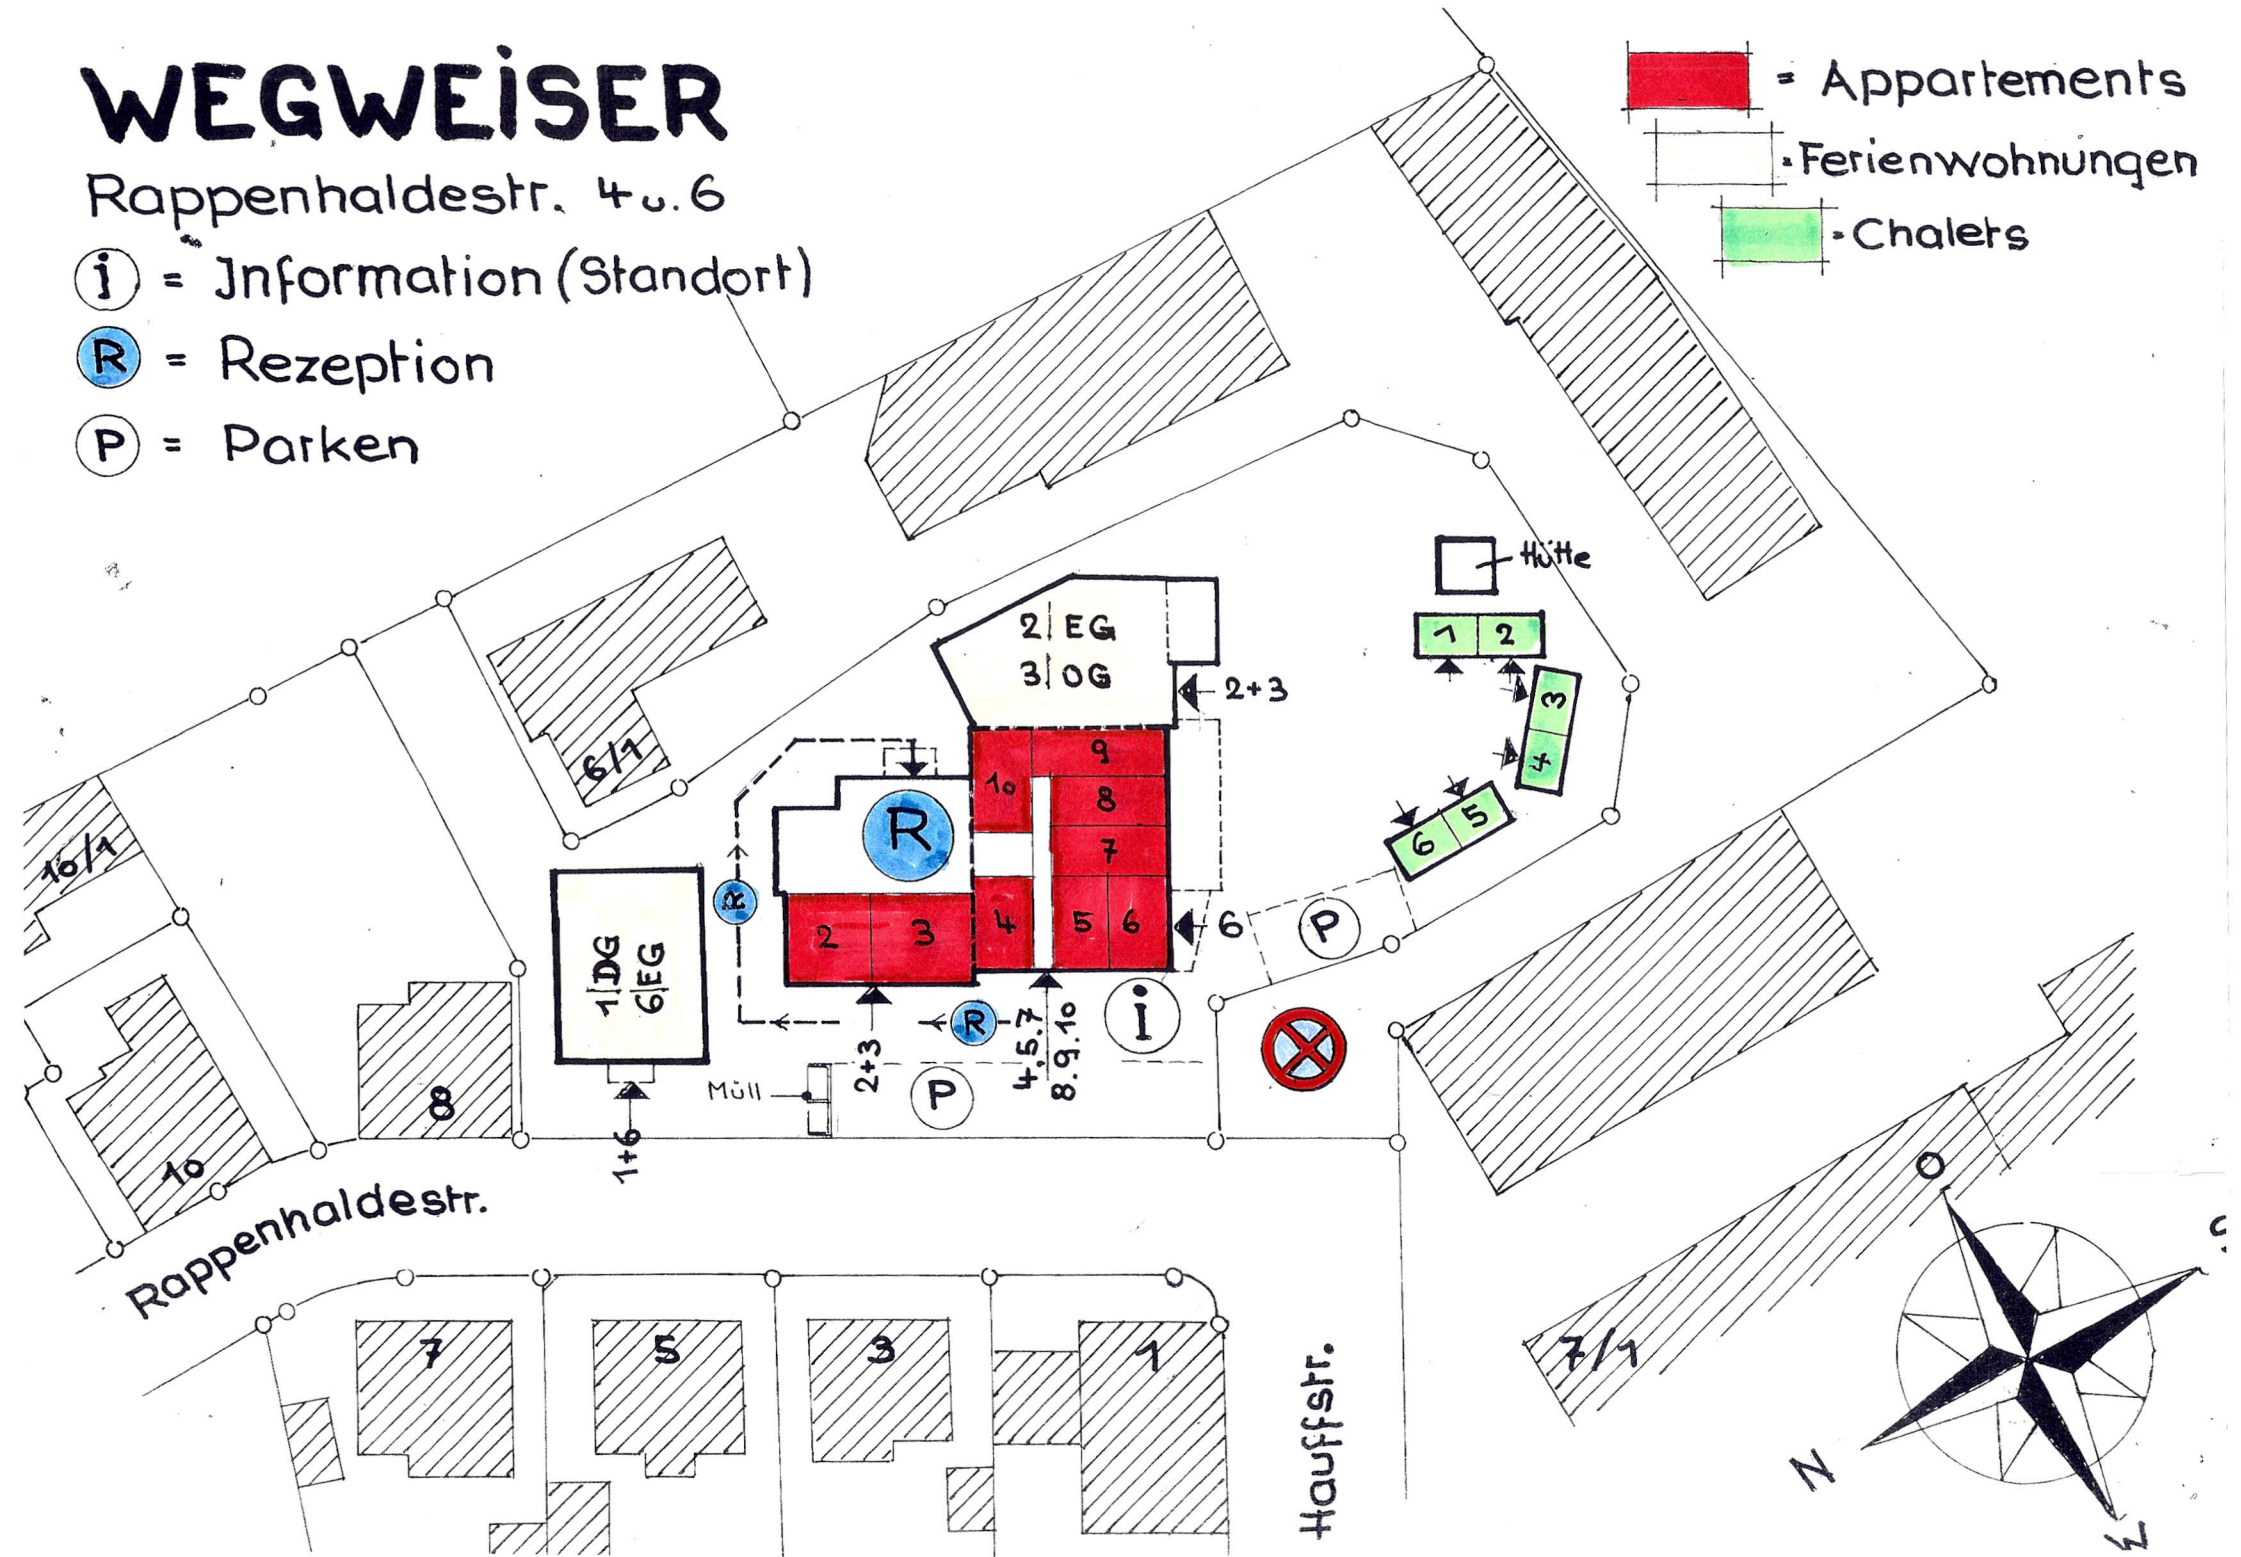 WEGWEiSER
Rappenhaldestr. 4 u. 6
i = Information (Standort)
R = Rezeption
P = Parken
= Appartements
= Ferienwohnungen
= Chalets
Hütte
1 2
3
4
5
6
2 | EG
3 | OG
2+3
6/1
10/1
10
8
9
10
8
7
R
R
2 3 4 5 6
6
P
1 | DG
6 | EG
i
R
2+3
4.5.7
8.9.10
Müll
P
1+6
Rappenhaldestr.
7
5
3
1
7/1
Hauffstr.
O
N
W